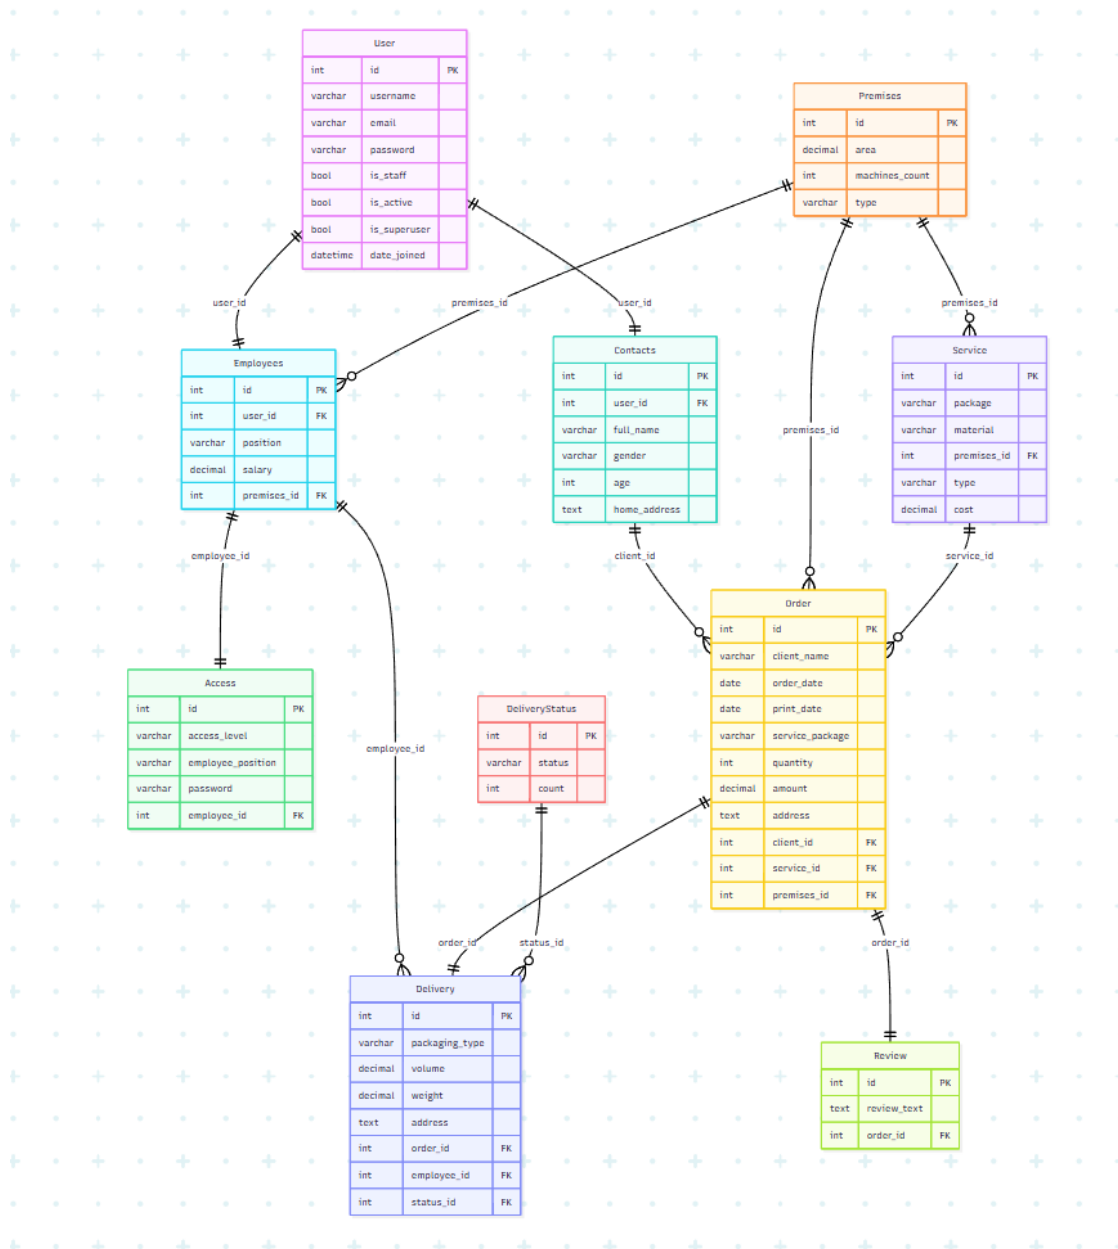 User
int id PK
varchar username
varchar email
varchar password
bool is_staff
bool is_active
bool is_superuser
datetime date_joined
Premises
int id PK
decimal area
int machines_count
varchar type
user_id
premises_id
user_id
premises_id
premises_id
Employees
int id PK
int user_id FK
varchar position
decimal salary
int premises_id FK
Contacts
int id PK
int user_id FK
varchar full_name
varchar gender
int age
text home_address
Service
int id PK
varchar package
varchar material
int premises_id FK
varchar type
decimal cost
employee_id
client_id
service_id
Order
int id PK
varchar client_name
date order_date
date print_date
varchar service_package
int quantity
decimal amount
text address
int client_id FK
int service_id FK
int premises_id FK
Access
int id PK
varchar access_level
varchar employee_position
varchar password
int employee_id FK
employee_id
DeliveryStatus
int id PK
varchar status
int count
order_id
status_id
order_id
Delivery
int id PK
varchar packaging_type
decimal volume
decimal weight
text address
int order_id FK
int employee_id FK
int status_id FK
Review
int id PK
text review_text
int order_id FK